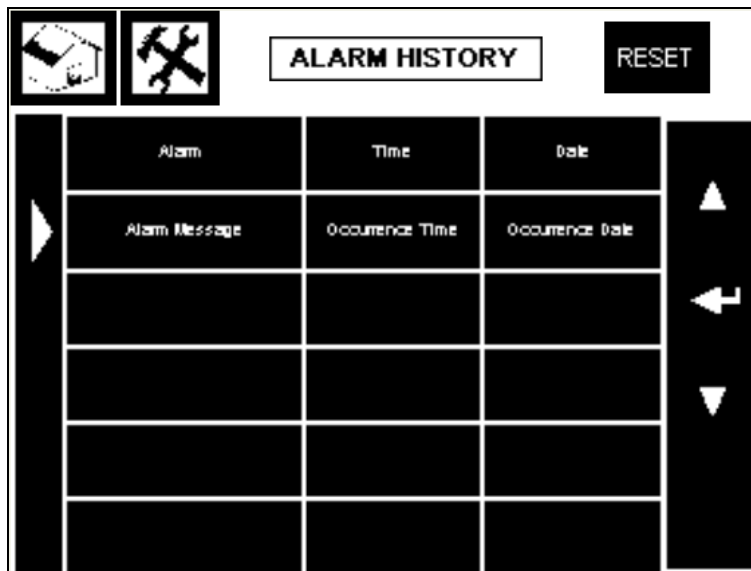 ALARM HISTORY
RESET
Alarm Time Date
Alarm Message Occurrence Time Occurrence Date